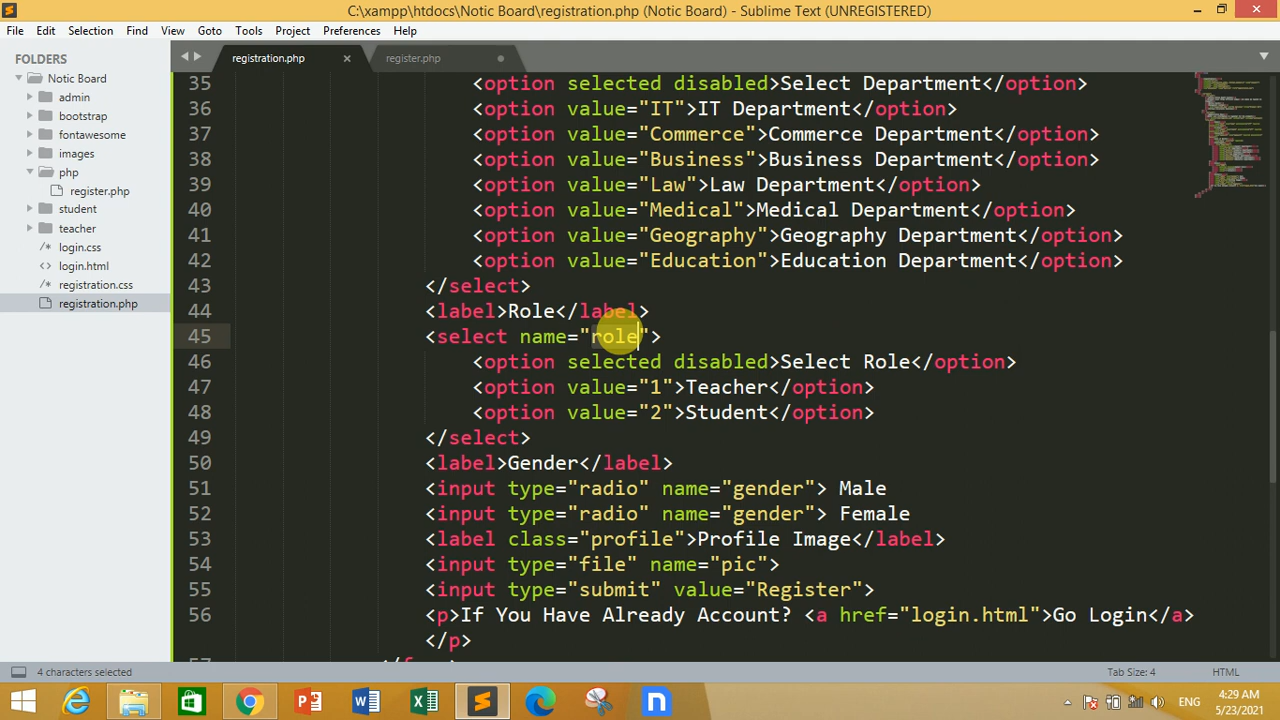 C:\xampp\htdocs\Notic Board\registration.php (Notic Board) - Sublime Text (UNREGISTERED)
File Edit Selection Find View Goto Tools Project Preferences Help
FOLDERS
Notic Board
admin
bootstrap
fontawesome
images
php
register.php
student
teacher
login.css
login.html
registration.css
registration.php
registration.php register.php
35 <option selected disabled>Select Department</option>
36 <option value="IT">IT Department</option>
37 <option value="Commerce">Commerce Department</option>
38 <option value="Business">Business Department</option>
39 <option value="Law">Law Department</option>
40 <option value="Medical">Medical Department</option>
41 <option value="Geography">Geography Department</option>
42 <option value="Education">Education Department</option>
43 </select>
44 <label>Role</label>
45 <select name="role">
46 <option selected disabled>Select Role</option>
47 <option value="1">Teacher</option>
48 <option value="2">Student</option>
49 </select>
50 <label>Gender</label>
51 <input type="radio" name="gender"> Male
52 <input type="radio" name="gender"> Female
53 <label class="profile">Profile Image</label>
54 <input type="file" name="pic">
55 <input type="submit" value="Register">
56 <p>If You Have Already Account? <a href="login.html">Go Login</a>
</p>
4 characters selected Tab Size: 4 HTML
ENG
4:29 AM
5/23/2021